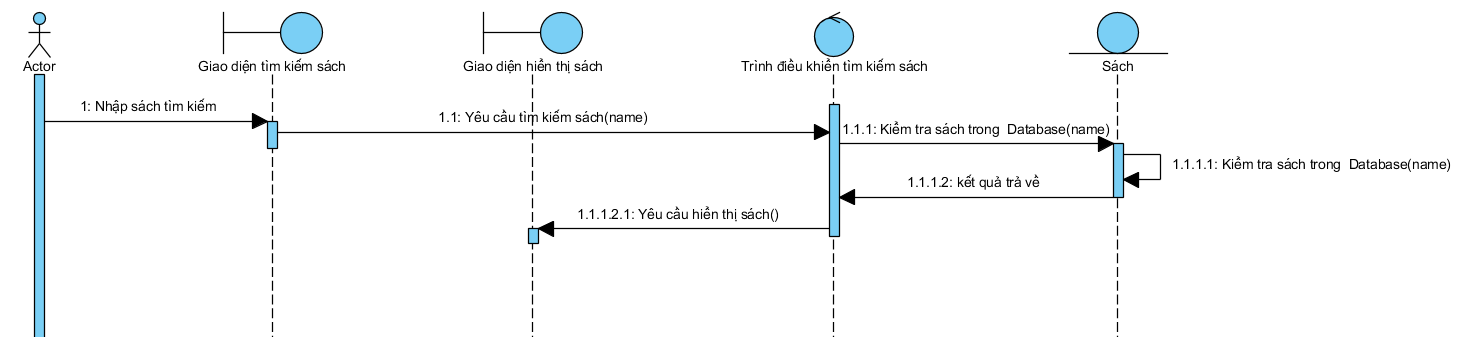 Actor
Giao diện tìm kiếm sách
Giao diện hiển thị sách
Trình điều khiển tìm kiếm sách
Sách
1: Nhập sách tìm kiếm
1.1: Yêu cầu tìm kiếm sách(name)
1.1.1: Kiểm tra sách trong  Database(name)
1.1.1.1: Kiểm tra sách trong  Database(name)
1.1.1.2: kết quả trả về
1.1.1.2.1: Yêu cầu hiển thị sách()